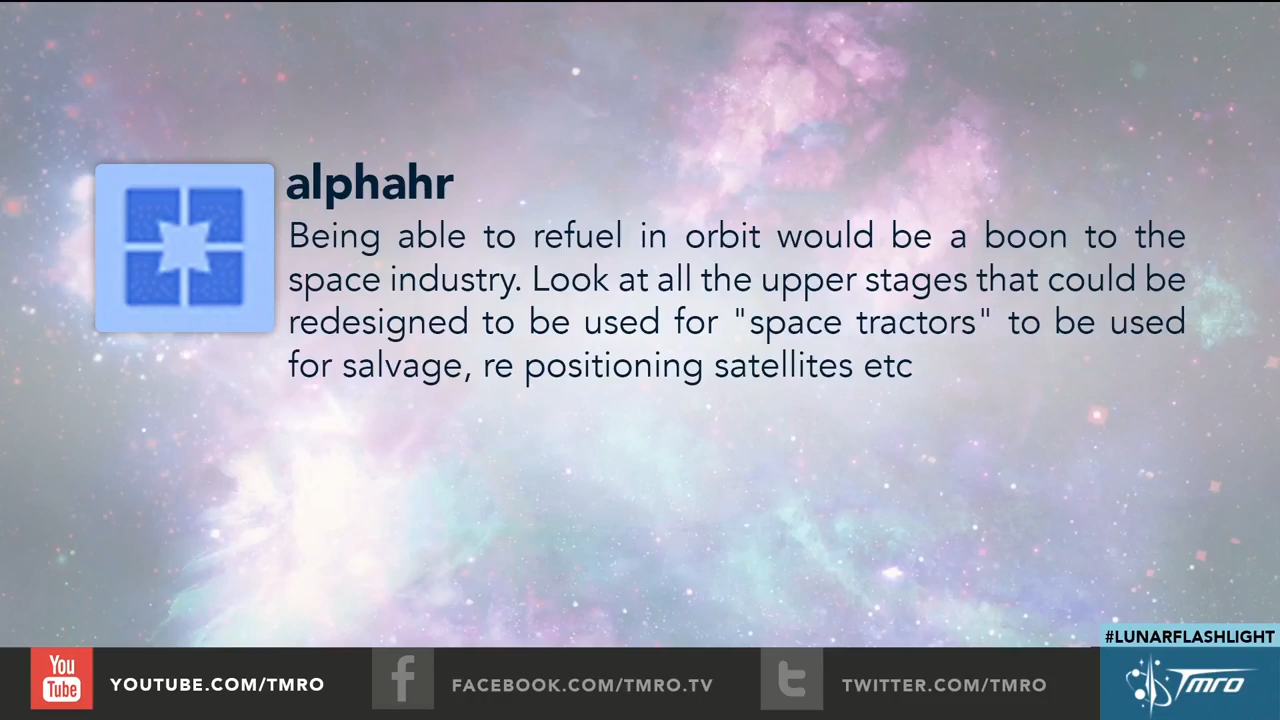 alphahr
Being able to refuel in orbit would be a boon to the
space industry. Look at all the upper stages that could be
redesigned to be used for "space tractors" to be used
for salvage, re positioning satellites etc
#LUNARFLASHLIGHT
You
Tube
YOUTUBE.COM/TMRO
FACEBOOK.COM/TMRO.TV
TWITTER.COM/TMRO
Tmro